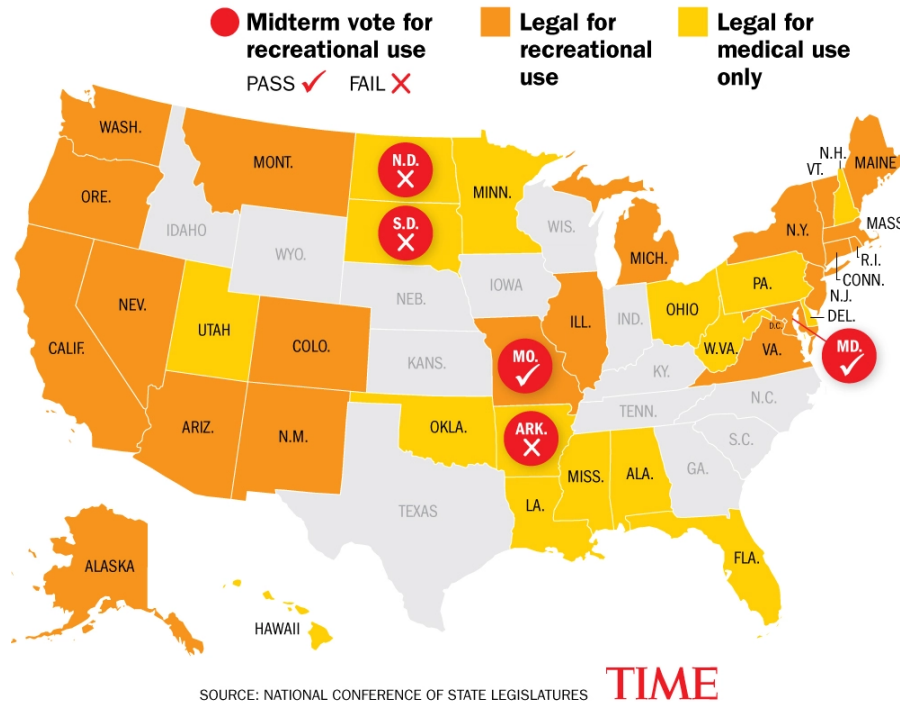 Midterm vote for
recreational use
PASS ✓ FAIL ✕
Legal for
recreational
use
Legal for
medical use
only
WASH.
ORE.
CALIF.
NEV.
IDAHO
MONT.
WYO.
UTAH
COLO.
ARIZ.
N.M.
N.D.
✕
S.D.
✕
NEB.
KANS.
OKLA.
TEXAS
MINN.
IOWA
MO.
✓
ARK.
✕
LA.
WIS.
ILL.
MICH.
IND.
OHIO
KY.
TENN.
MISS.
ALA.
GA.
FLA.
S.C.
N.C.
VA.
W.VA.
D.C.
MD.
✓
PA.
DEL.
N.J.
N.Y.
CONN.
R.I.
MASS
VT.
N.H.
MAINE
ALASKA
HAWAII
SOURCE: NATIONAL CONFERENCE OF STATE LEGISLATURES
TIME